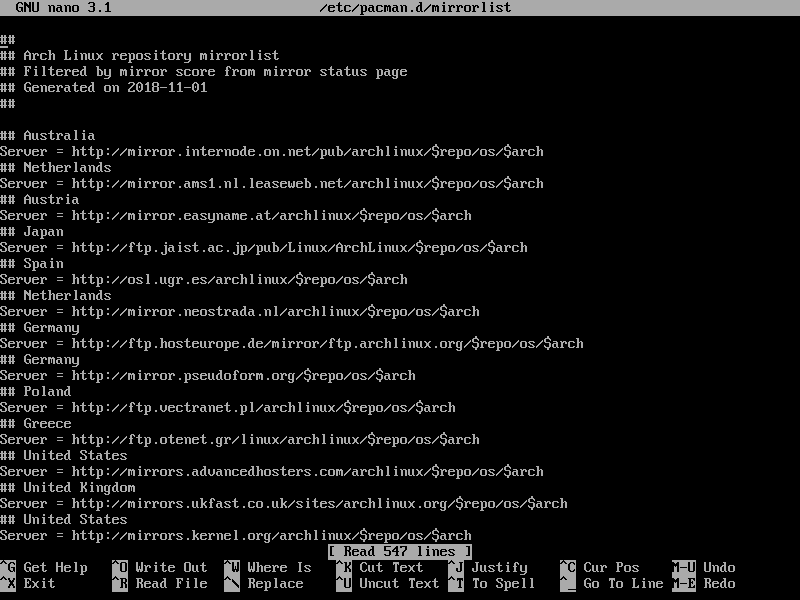 GNU nano 3.1 /etc/pacman.d/mirrorlist
##
## Arch Linux repository mirrorlist
## Filtered by mirror score from mirror status page
## Generated on 2018-11-01
##
## Australia
Server = http://mirror.internode.on.net/pub/archlinux/$repo/os/$arch
## Netherlands
Server = http://mirror.ams1.nl.leaseweb.net/archlinux/$repo/os/$arch
## Austria
Server = http://mirror.easyname.at/archlinux/$repo/os/$arch
## Japan
Server = http://ftp.jaist.ac.jp/pub/Linux/ArchLinux/$repo/os/$arch
## Spain
Server = http://osl.ugr.es/archlinux/$repo/os/$arch
## Netherlands
Server = http://mirror.neostrada.nl/archlinux/$repo/os/$arch
## Germany
Server = http://ftp.hosteurope.de/mirror/ftp.archlinux.org/$repo/os/$arch
## Germany
Server = http://mirror.pseudoform.org/$repo/os/$arch
## Poland
Server = http://ftp.vectranet.pl/archlinux/$repo/os/$arch
## Greece
Server = http://ftp.otenet.gr/linux/archlinux/$repo/os/$arch
## United States
Server = http://mirrors.advancedhosters.com/archlinux/$repo/os/$arch
## United Kingdom
Server = http://mirrors.ukfast.co.uk/sites/archlinux.org/$repo/os/$arch
## United States
Server = http://mirrors.kernel.org/archlinux/$repo/os/$arch
[ Read 547 lines ]
^G Get Help ^O Write Out ^W Where Is ^K Cut Text ^J Justify ^C Cur Pos M-U Undo
^X Exit ^R Read File ^\ Replace ^U Uncut Text ^T To Spell ^_ Go To Line M-E Redo